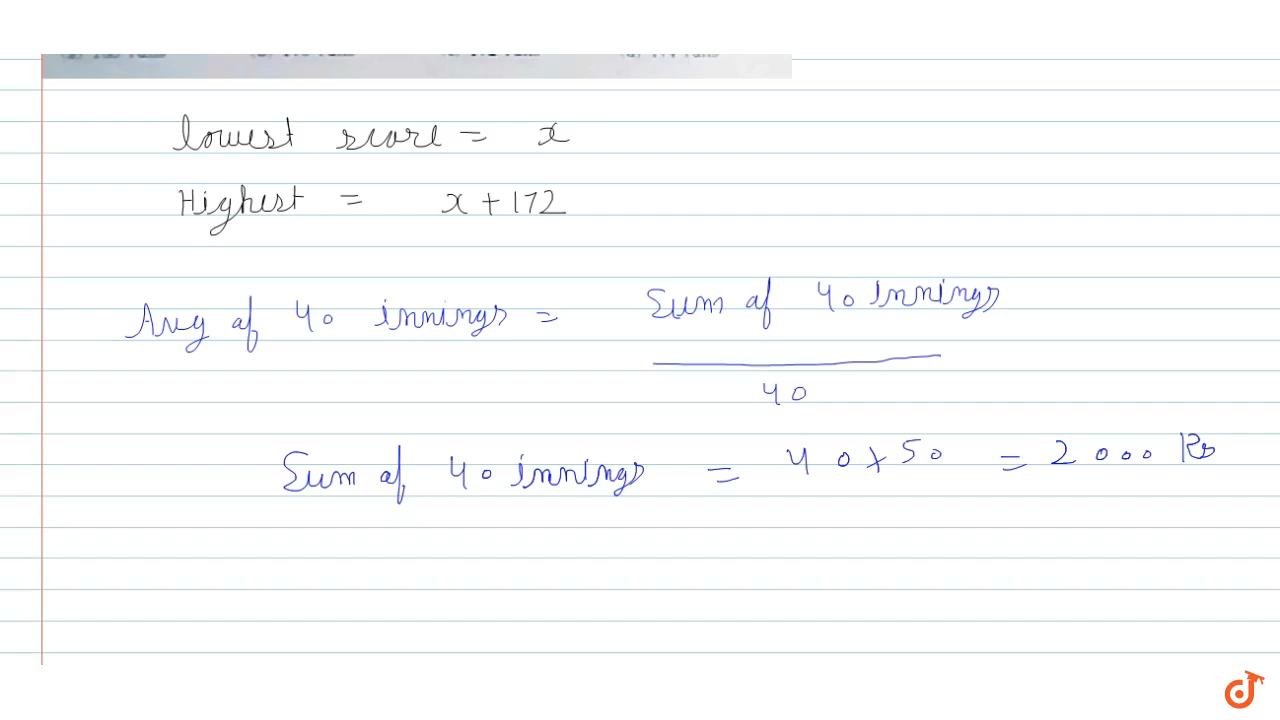 lowest score = x
Highest = x + 172
Avg of 40 innings = Sum of 40 innings
40
Sum of 40 innings = 40 x 50 = 2000 Rs